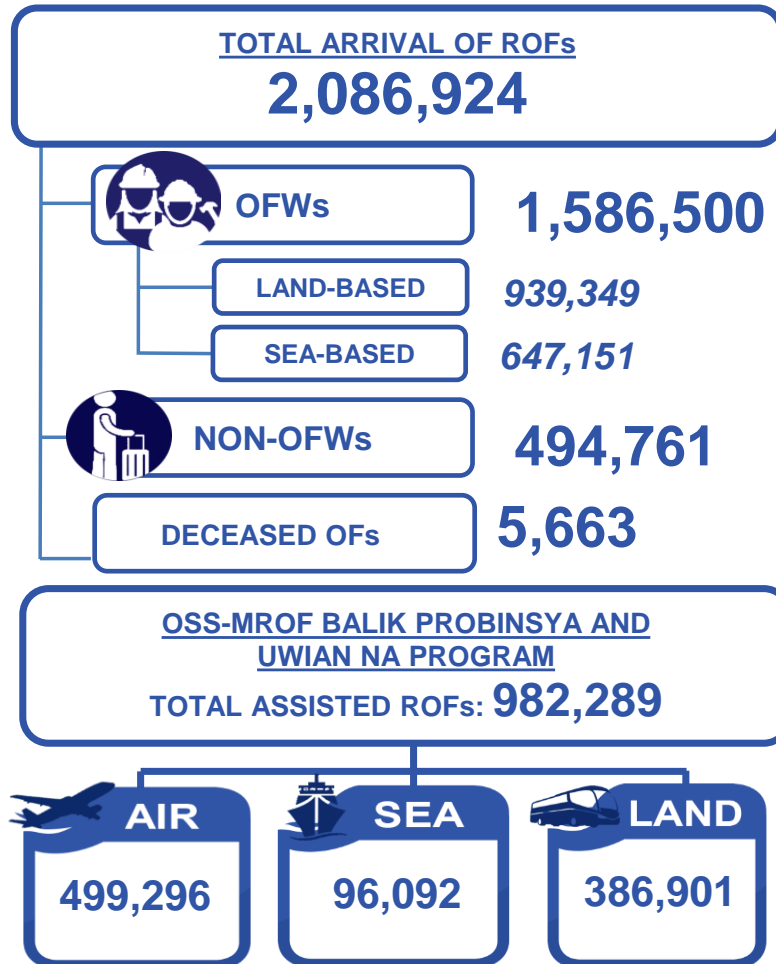 TOTAL ARRIVAL OF ROFs
2,086,924
OFWs 1,586,500
LAND-BASED 939,349
SEA-BASED 647,151
NON-OFWs 494,761
DECEASED OFs 5,663
OSS-MROF BALIK PROBINSYA AND
UWIAN NA PROGRAM
TOTAL ASSISTED ROFs: 982,289
AIR SEA LAND
499,296 96,092 386,901